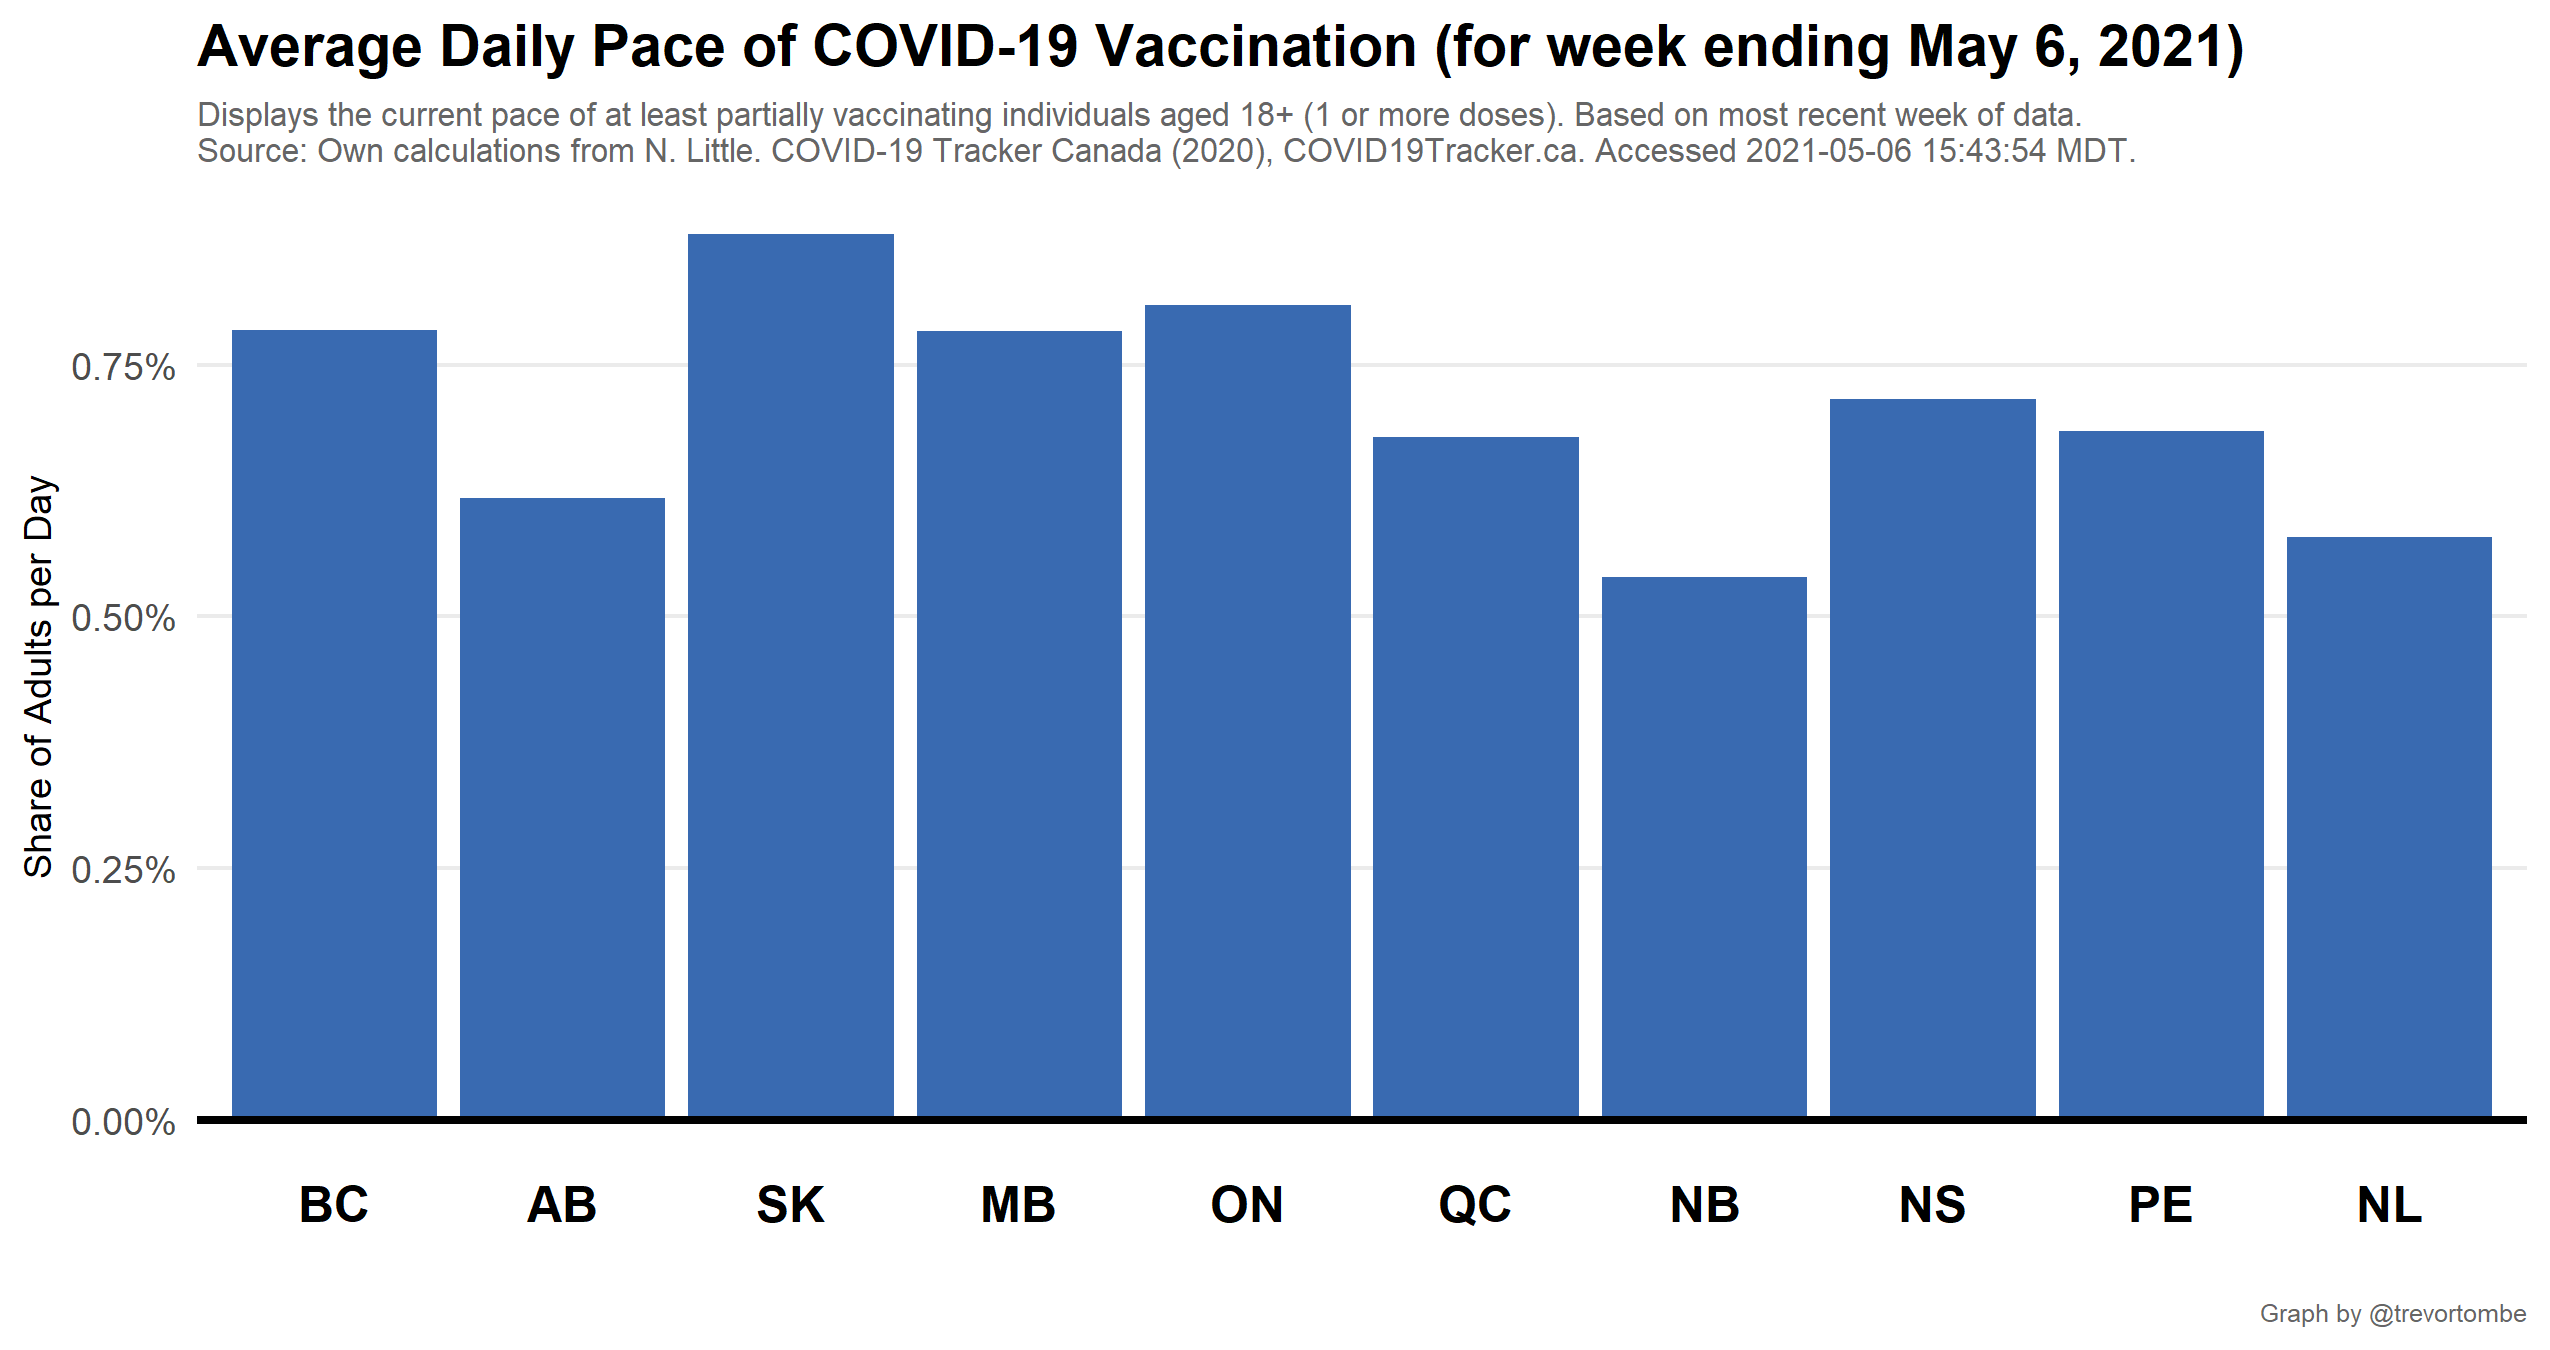 Average Daily Pace of COVID-19 Vaccination (for week ending May 6, 2021)
Displays the current pace of at least partially vaccinating individuals aged 18+ (1 or more doses). Based on most recent week of data.
Source: Own calculations from N. Little. COVID-19 Tracker Canada (2020), COVID19Tracker.ca. Accessed 2021-05-06 15:43:54 MDT.
Share of Adults per Day
0.75%
0.50%
0.25%
0.00%
BC AB SK MB ON QC NB NS PE NL
Graph by @trevortombe